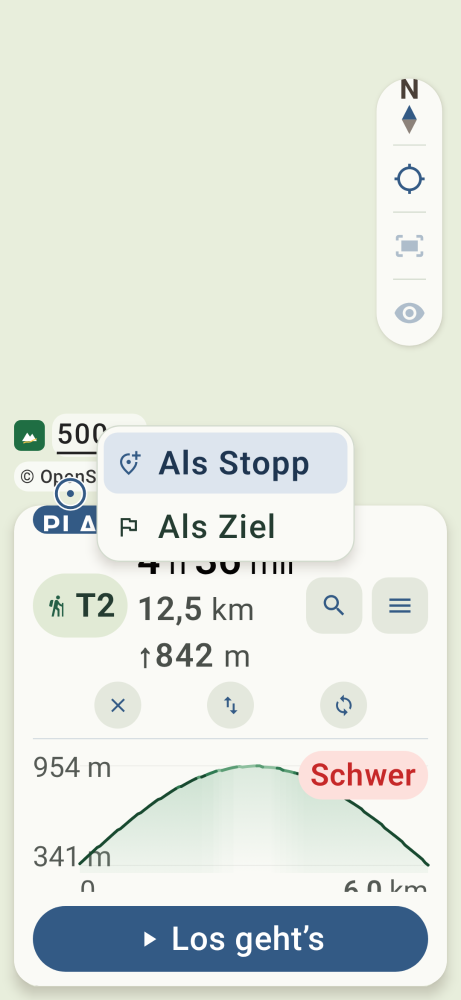 N
500
© OpenS
Als Stopp
Als Ziel
T2
12,5 km
↑842 m
954 m
Schwer
341 m
0
6,0 km
Los geht’s